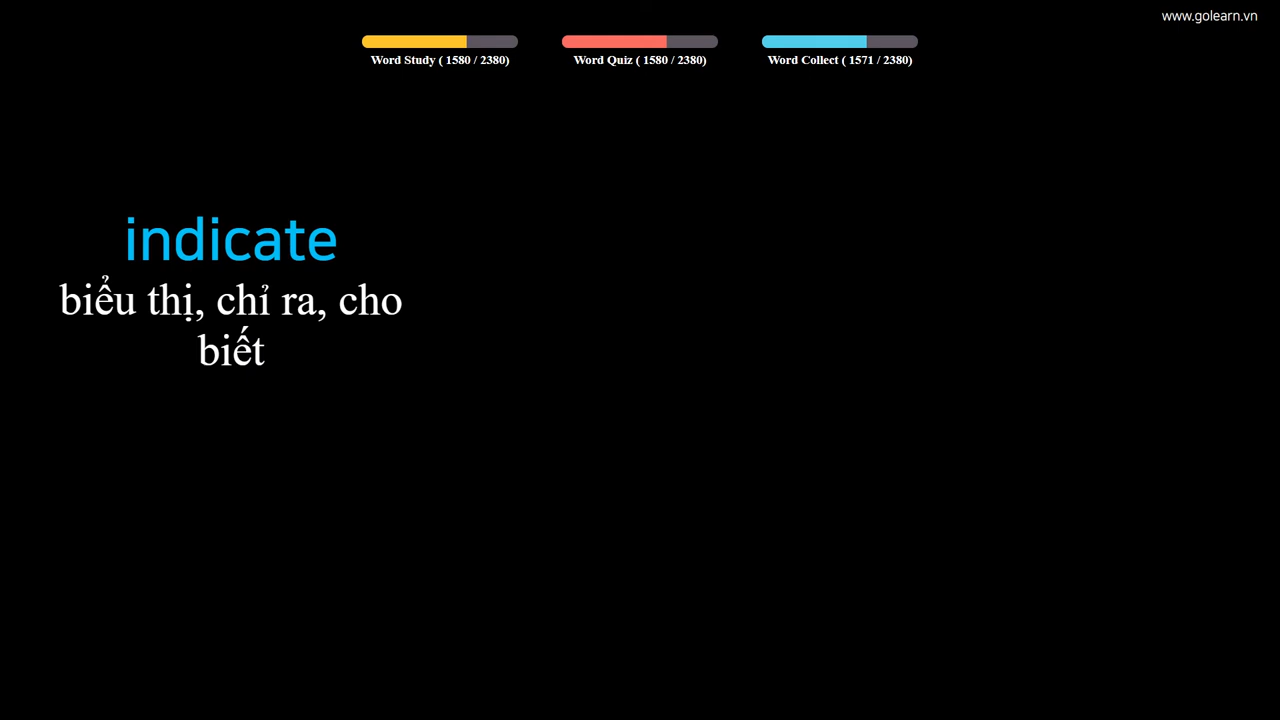 www.golearn.vn
Word Study ( 1580 / 2380)
Word Quiz ( 1580 / 2380)
Word Collect ( 1571 / 2380)
indicate
biểu thị, chỉ ra, cho
biết